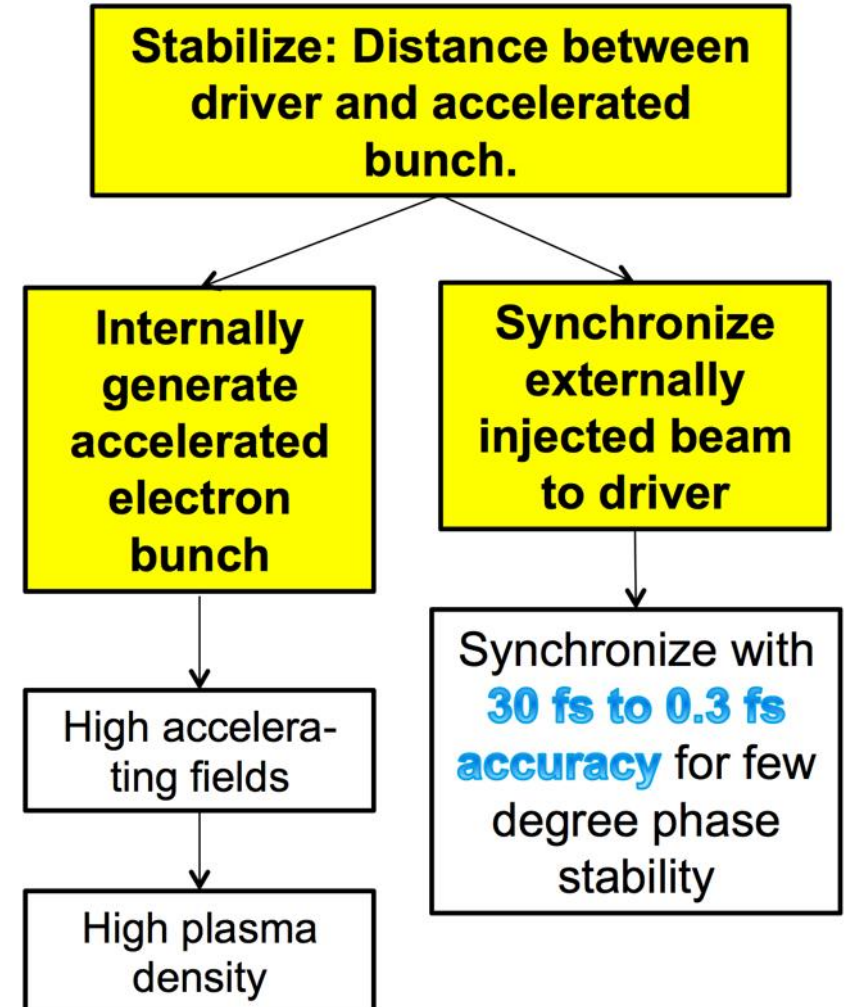 Stabilize: Distance between
driver and accelerated
bunch.
Internally
generate
accelerated
electron
bunch
Synchronize
externally
injected beam
to driver
High accelera-
ting fields
Synchronize with
30 fs to 0.3 fs
accuracy for few
degree phase
stability
High plasma
density